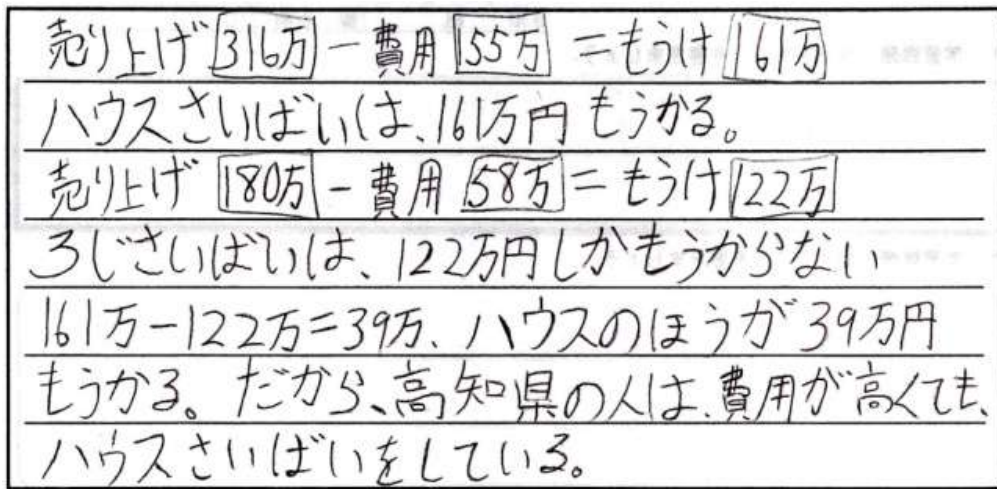 売り上げ 316万 − 費用 155万 = もうけ 161万
ハウスさいばいは、161万円もうかる。
売り上げ 180万 − 費用 58万 = もうけ 122万
ろじさいばいは、122万円しかもうからない
161万−122万=39万、ハウスのほうが39万円
もうかる。だから、高知県の人は、費用が高くても、
ハウスさいばいをしている。